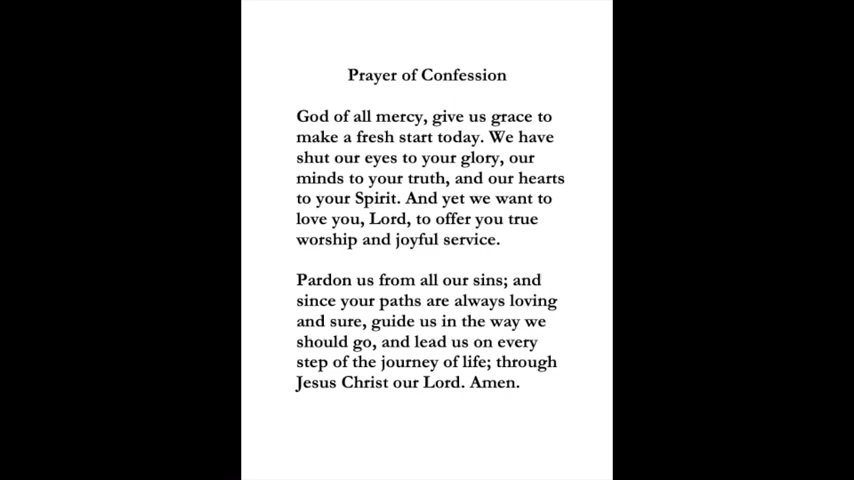 Prayer of Confession
God of all mercy, give us grace to
make a fresh start today. We have
shut our eyes to your glory, our
minds to your truth, and our hearts
to your Spirit. And yet we want to
love you, Lord, to offer you true
worship and joyful service.
Pardon us from all our sins; and
since your paths are always loving
and sure, guide us in the way we
should go, and lead us on every
step of the journey of life; through
Jesus Christ our Lord. Amen.